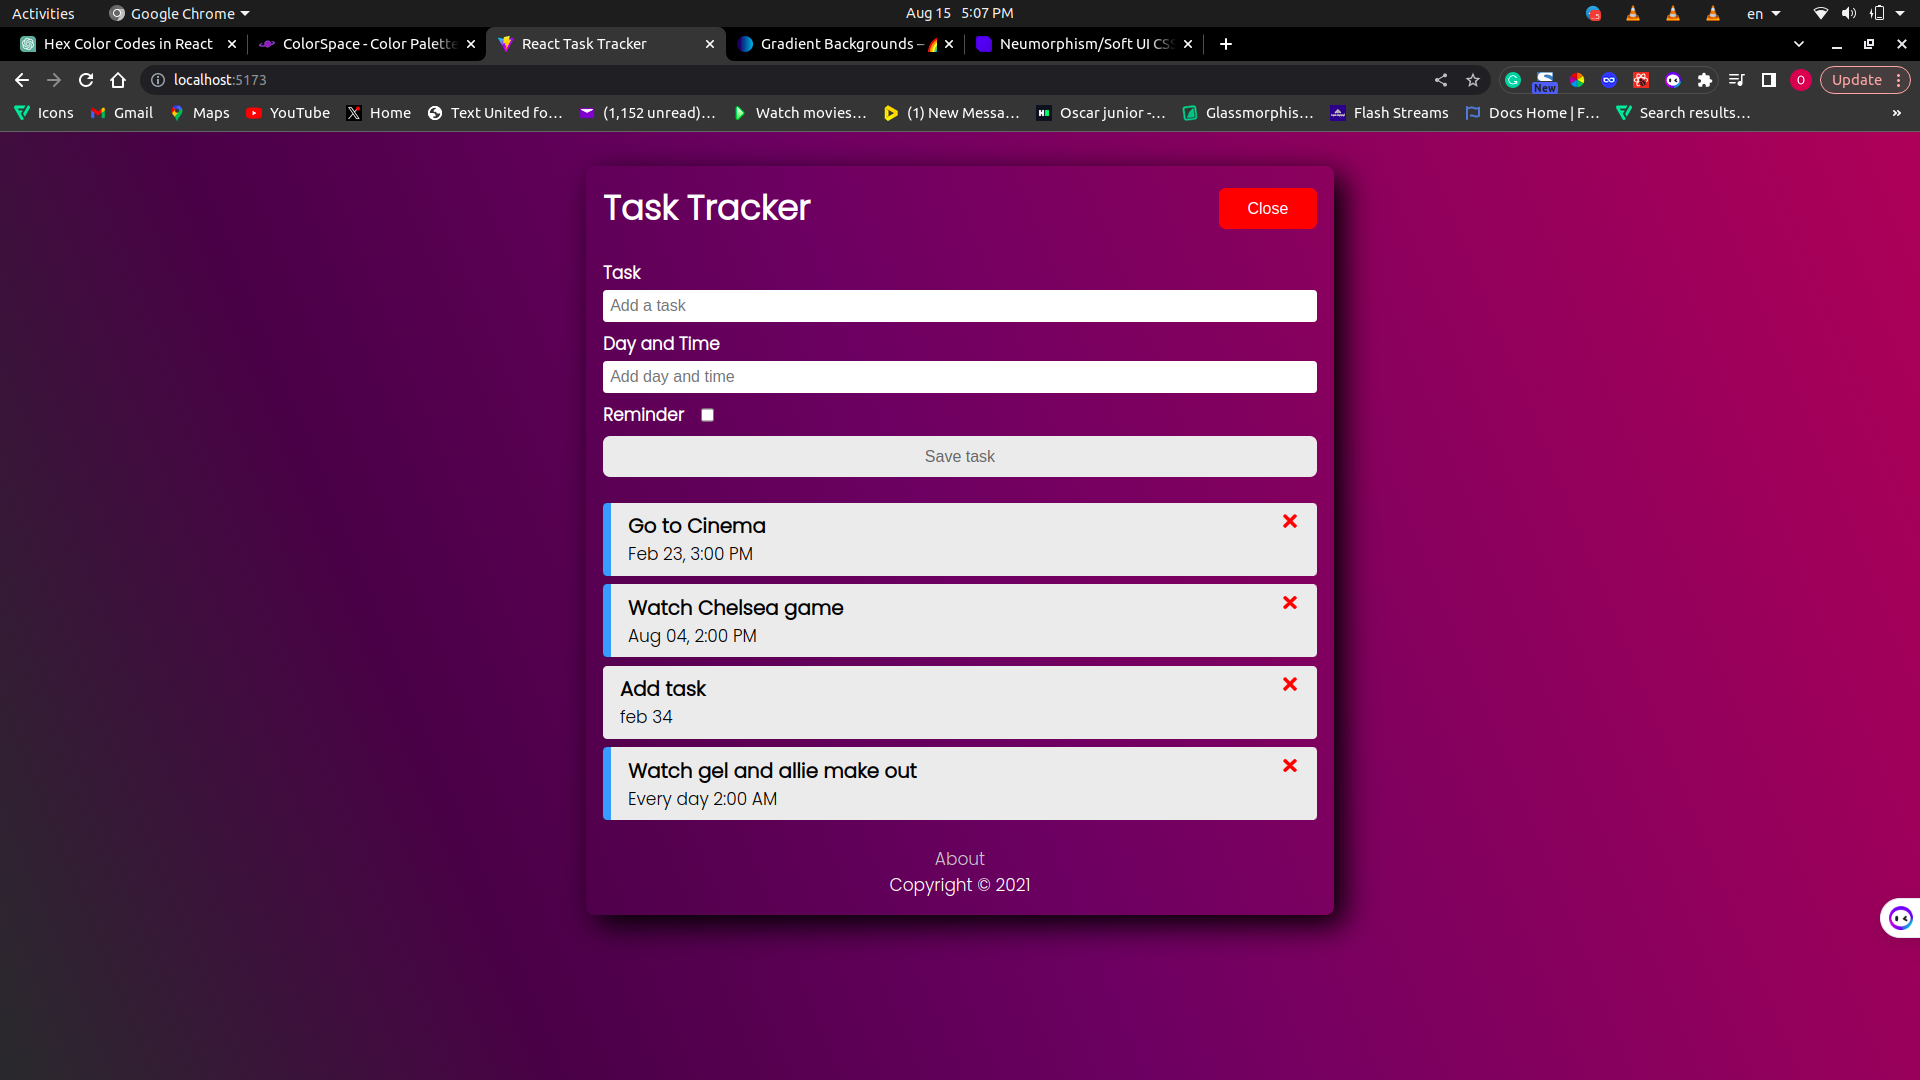 Activities
Google Chrome
Aug 15 5:07 PM
en
Hex Color Codes in React
ColorSpace - Color Palette
React Task Tracker
Gradient Backgrounds –
Neumorphism/Soft UI CSS
localhost:5173
New
O
Update
Icons
Gmail
Maps
YouTube
Home
Text United fo…
(1,152 unread)…
Watch movies…
(1) New Messa…
Oscar junior -…
Glassmorphis…
Flash Streams
Docs Home | F…
Search results…
»
Task Tracker
Close
Task
Add a task
Day and Time
Add day and time
Reminder
Save task
Go to Cinema
Feb 23, 3:00 PM
Watch Chelsea game
Aug 04, 2:00 PM
Add task
feb 34
Watch gel and allie make out
Every day 2:00 AM
About
Copyright © 2021